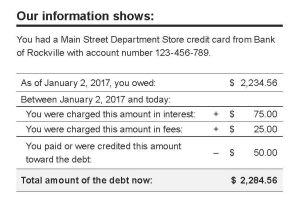 Our information shows:
You had a Main Street Department Store credit card from Bank
of Rockville with account number 123-456-789.
As of January 2, 2017, you owed: $ 2,234.56
Between January 2, 2017 and today:
You were charged this amount in interest: + $ 75.00
You were charged this amount in fees: + $ 25.00
You paid or were credited this amount
toward the debt: – $ 50.00
Total amount of the debt now: $ 2,284.56